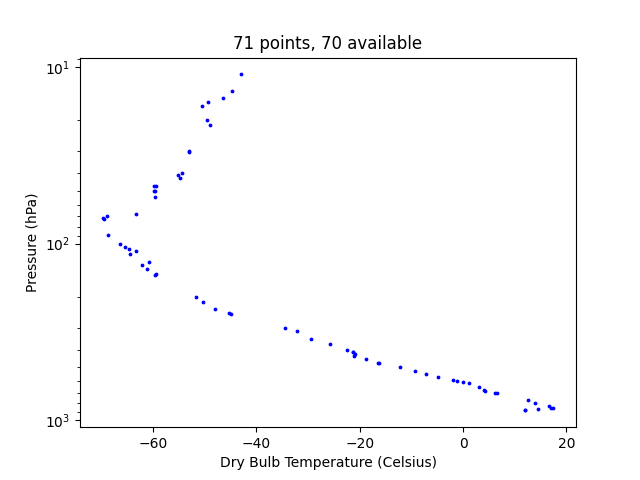 71 points, 70 available
10¹
10²
10³
Pressure (hPa)
−60 −40 −20 0 20
Dry Bulb Temperature (Celsius)